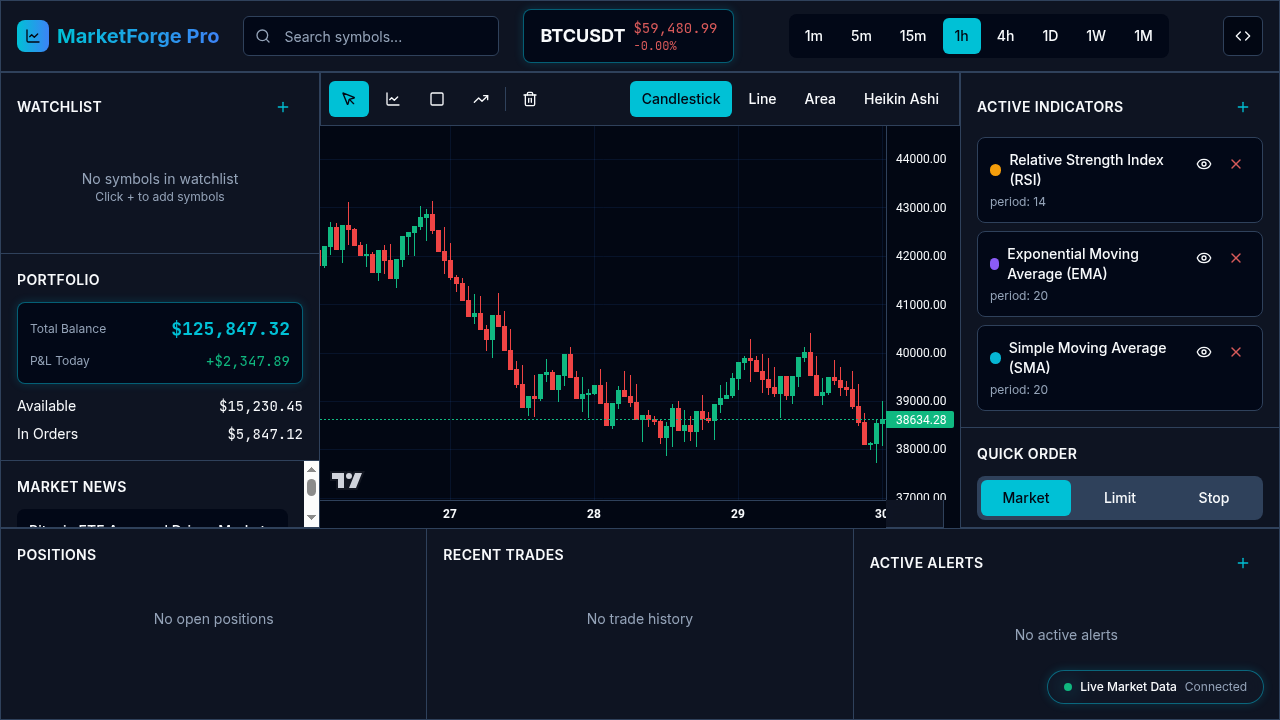 MarketForge Pro
Search symbols...
BTCUSDT
$59,480.99
-0.00%
1m 5m 15m 1h 4h 1D 1W 1M
WATCHLIST
No symbols in watchlist
Click + to add symbols
PORTFOLIO
Total Balance $125,847.32
P&L Today +$2,347.89
Available $15,230.45
In Orders $5,847.12
MARKET NEWS
Candlestick Line Area Heikin Ashi
44000.00
43000.00
42000.00
41000.00
40000.00
39000.00
38634.28
38000.00
37000.00
27 28 29 30
ACTIVE INDICATORS
Relative Strength Index
(RSI)
period: 14
Exponential Moving
Average (EMA)
period: 20
Simple Moving Average
(SMA)
period: 20
QUICK ORDER
Market Limit Stop
POSITIONS
No open positions
RECENT TRADES
No trade history
ACTIVE ALERTS
No active alerts
Live Market Data Connected